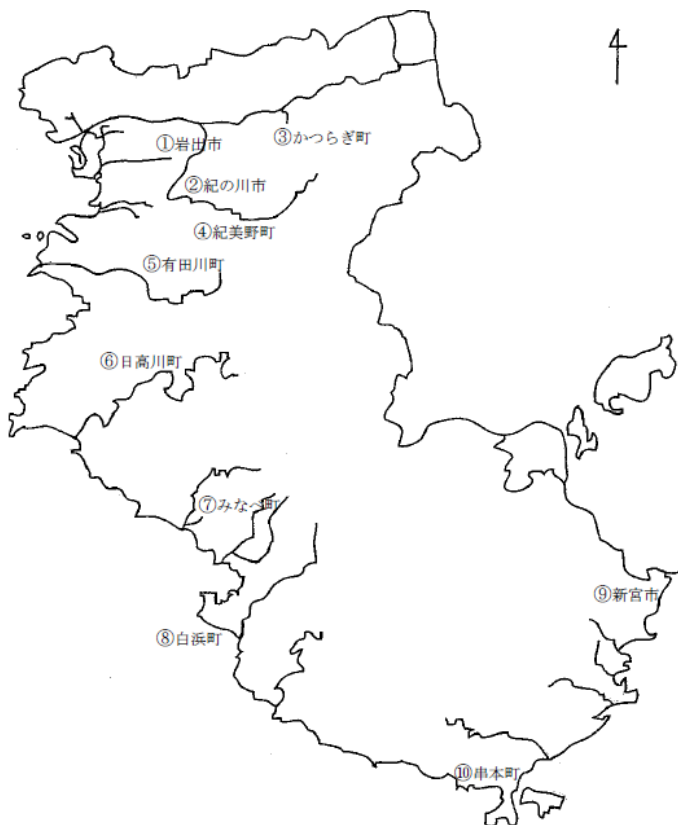 ①岩出市
②紀の川市
③かつらぎ町
④紀美野町
⑤有田川町
⑥日高川町
⑦みなべ町
⑧白浜町
⑨新宮市
⑩串本町